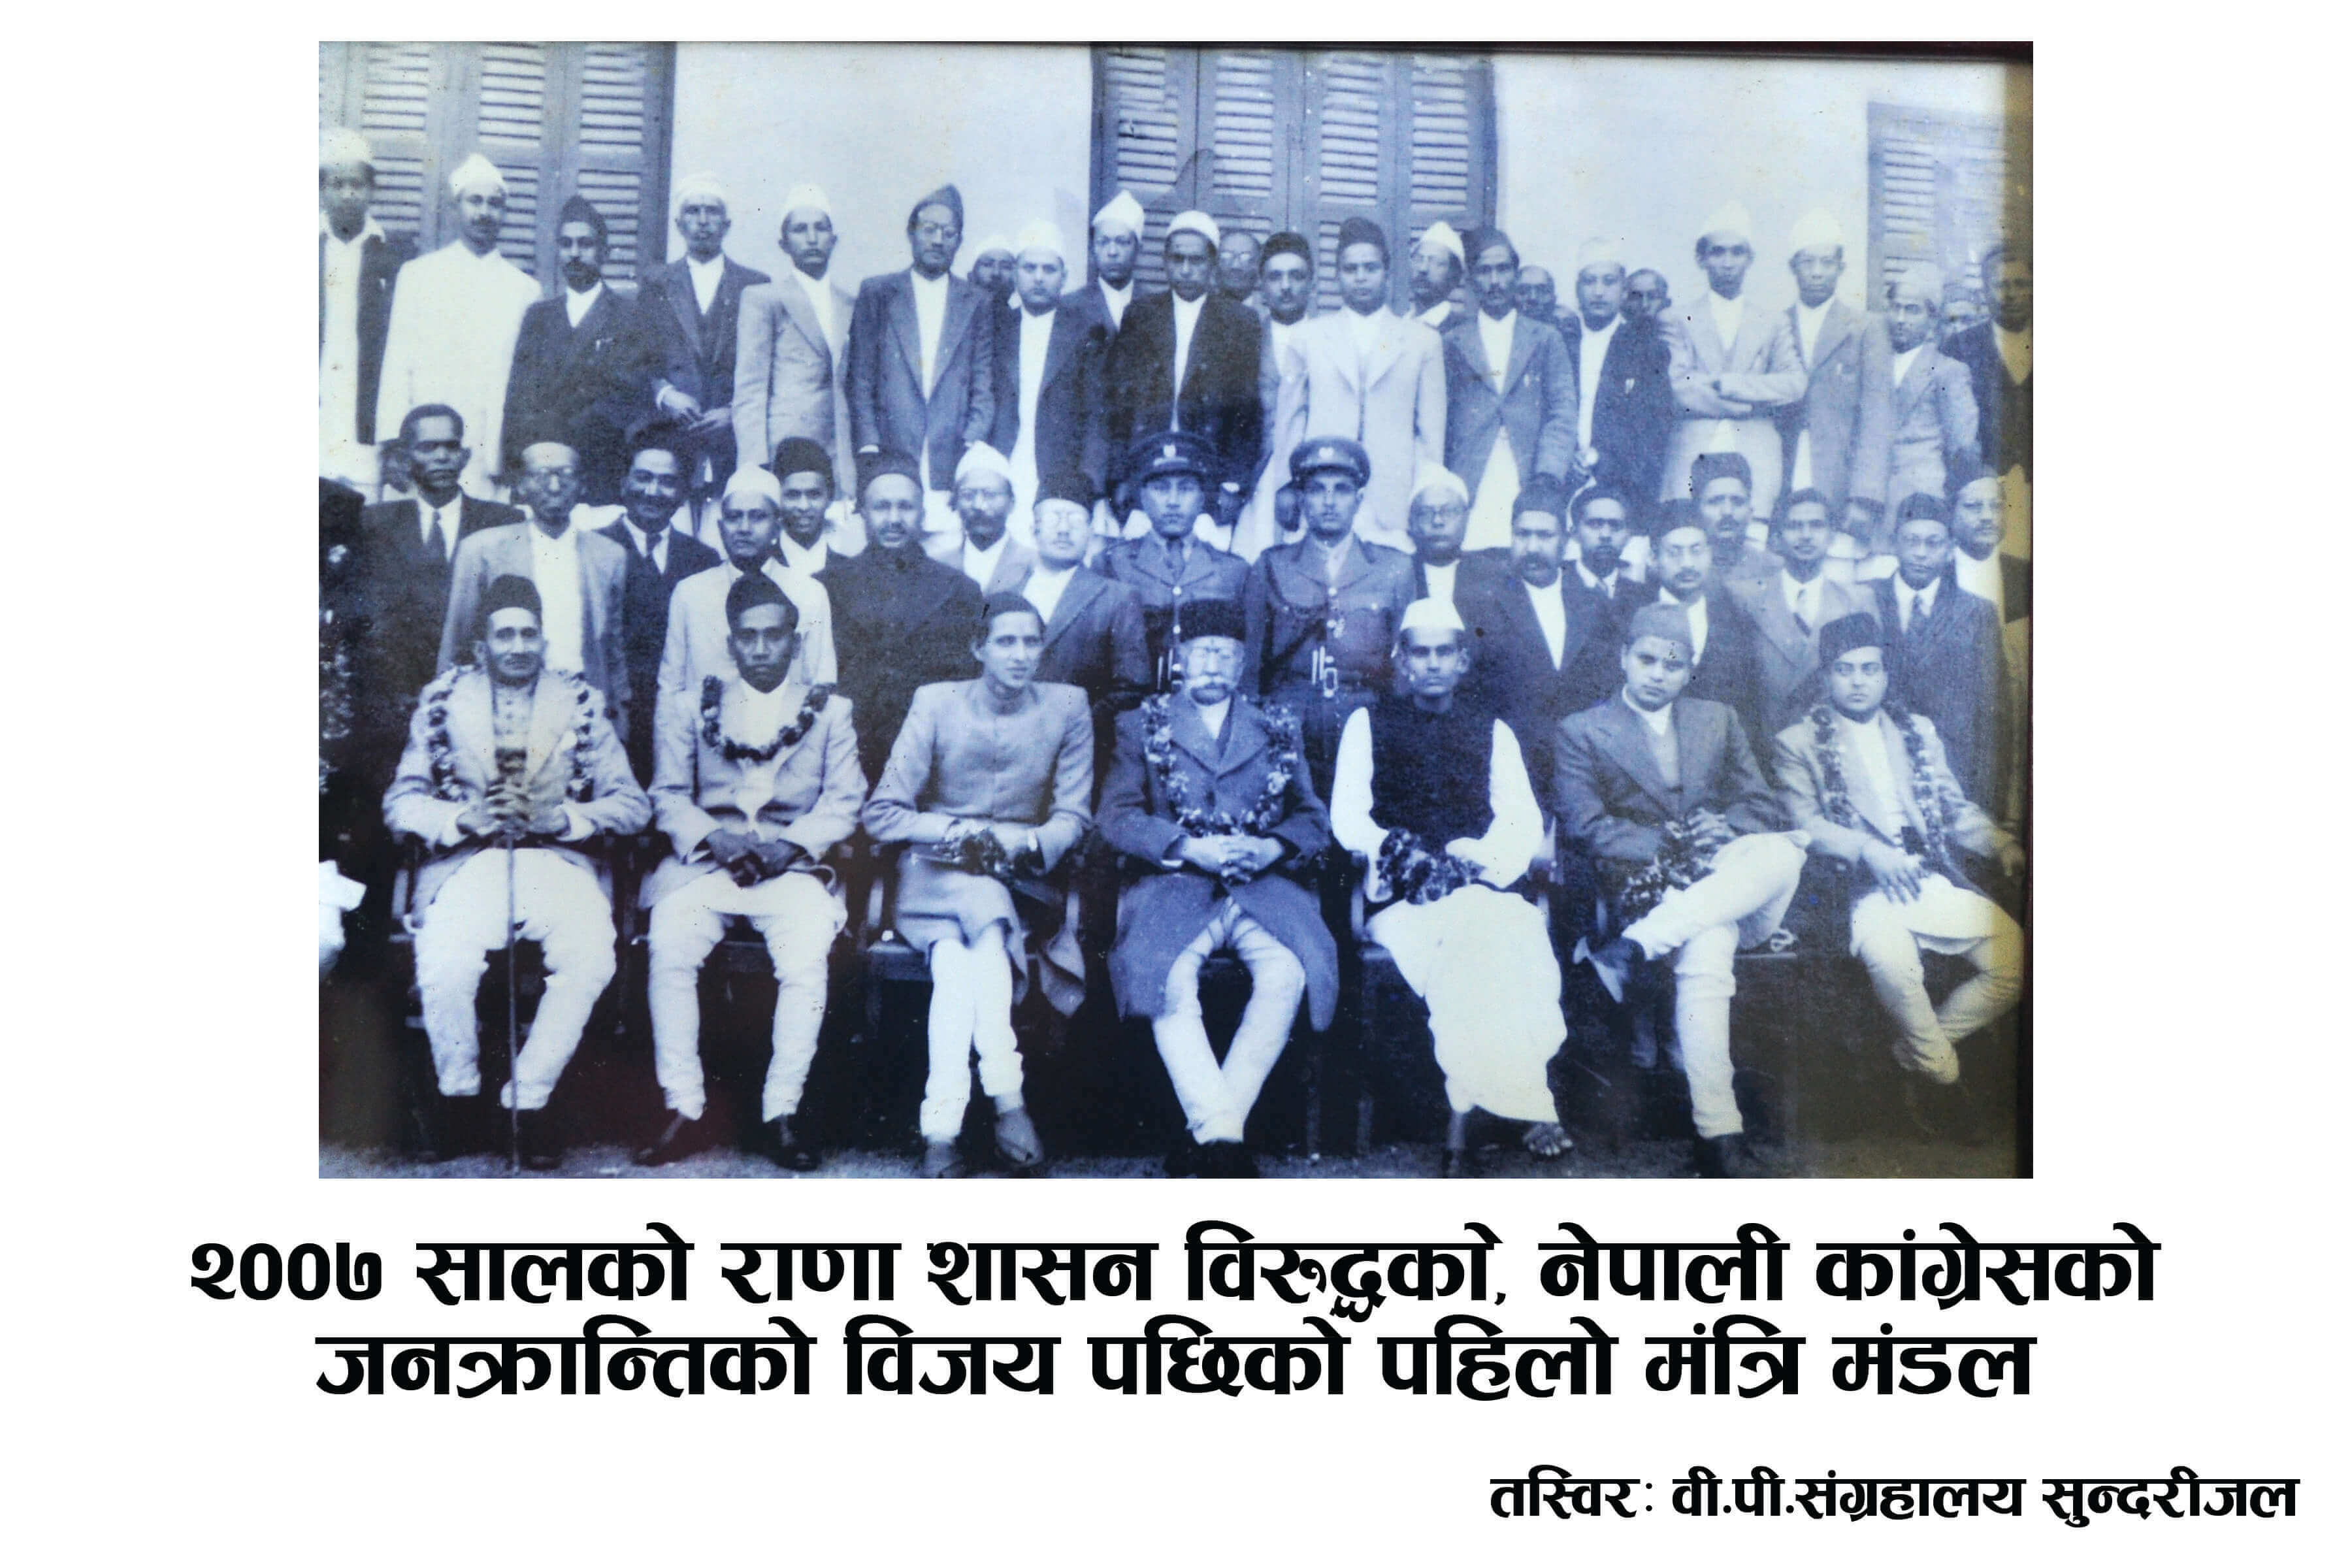 २००७ सालको राणा शासन विरुद्धको, नेपाली कांग्रेसको
जनक्रान्तिको विजय पछिको पहिलो मंत्रि मंडल
तस्विरः वी.पी.संग्रहालय सुन्दरीजल